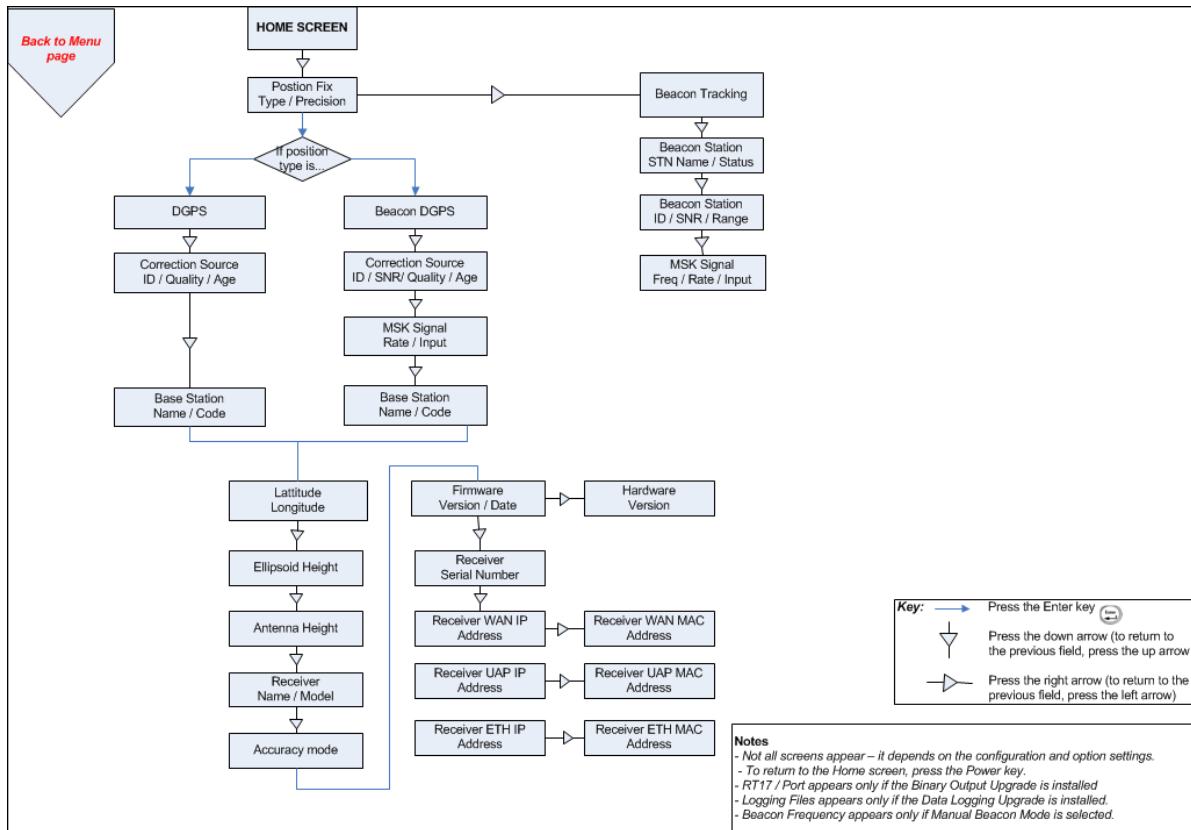 Back to Menu
page
HOME SCREEN
Postion Fix
Type / Precision
Beacon Tracking
If position
type is...
Beacon Station
STN Name / Status
DGPS
Beacon DGPS
Beacon Station
ID / SNR / Range
Correction Source
ID / Quality / Age
Correction Source
ID / SNR/ Quality / Age
MSK Signal
Freq / Rate / Input
MSK Signal
Rate / Input
Base Station
Name / Code
Base Station
Name / Code
Lattitude
Longitude
Ellipsoid Height
Antenna Height
Receiver
Name / Model
Accuracy mode
Firmware
Version / Date
Hardware
Version
Receiver
Serial Number
Receiver WAN IP
Address
Receiver WAN MAC
Address
Receiver UAP IP
Address
Receiver UAP MAC
Address
Receiver ETH IP
Address
Receiver ETH MAC
Address
Key:
Press the Enter key
Press the down arrow (to return to
the previous field, press the up arrow
Press the right arrow (to return to the
previous field, press the left arrow)
Notes
- Not all screens appear – it depends on the configuration and option settings.
- To return to the Home screen, press the Power key.
- RT17 / Port appears only if the Binary Output Upgrade is installed
- Logging Files appears only if the Data Logging Upgrade is installed.
- Beacon Frequency appears only if Manual Beacon Mode is selected.